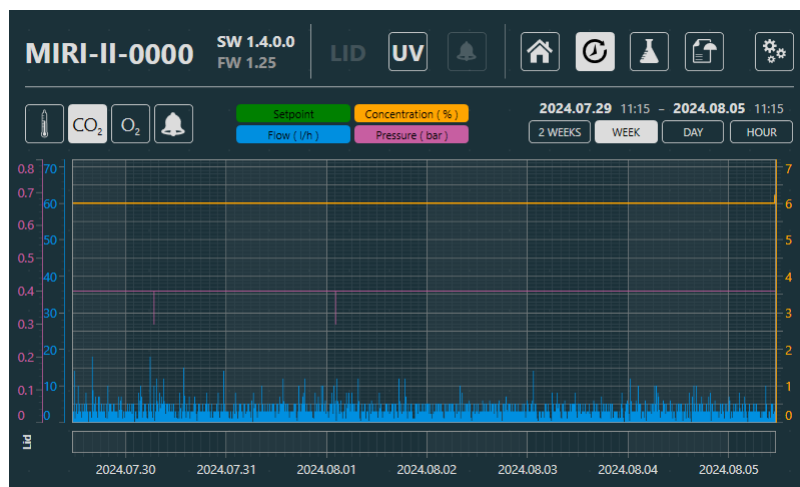 MIRI-II-0000 SW 1.4.0.0 LID UV
FW 1.25
CO2 O2 Setpoint Concentration ( % ) 2024.07.29 11:15 – 2024.08.05 11:15
Flow ( l/h ) Pressure ( bar ) 2 WEEKS WEEK DAY HOUR
0.8 70 7
0.7
60 6
0.6
50 5
0.5
40 4
0.4
30 3
0.3
0.2 20 2
0.1 10 1
0 0 0
Lid
2024.07.30 2024.07.31 2024.08.01 2024.08.02 2024.08.03 2024.08.04 2024.08.05